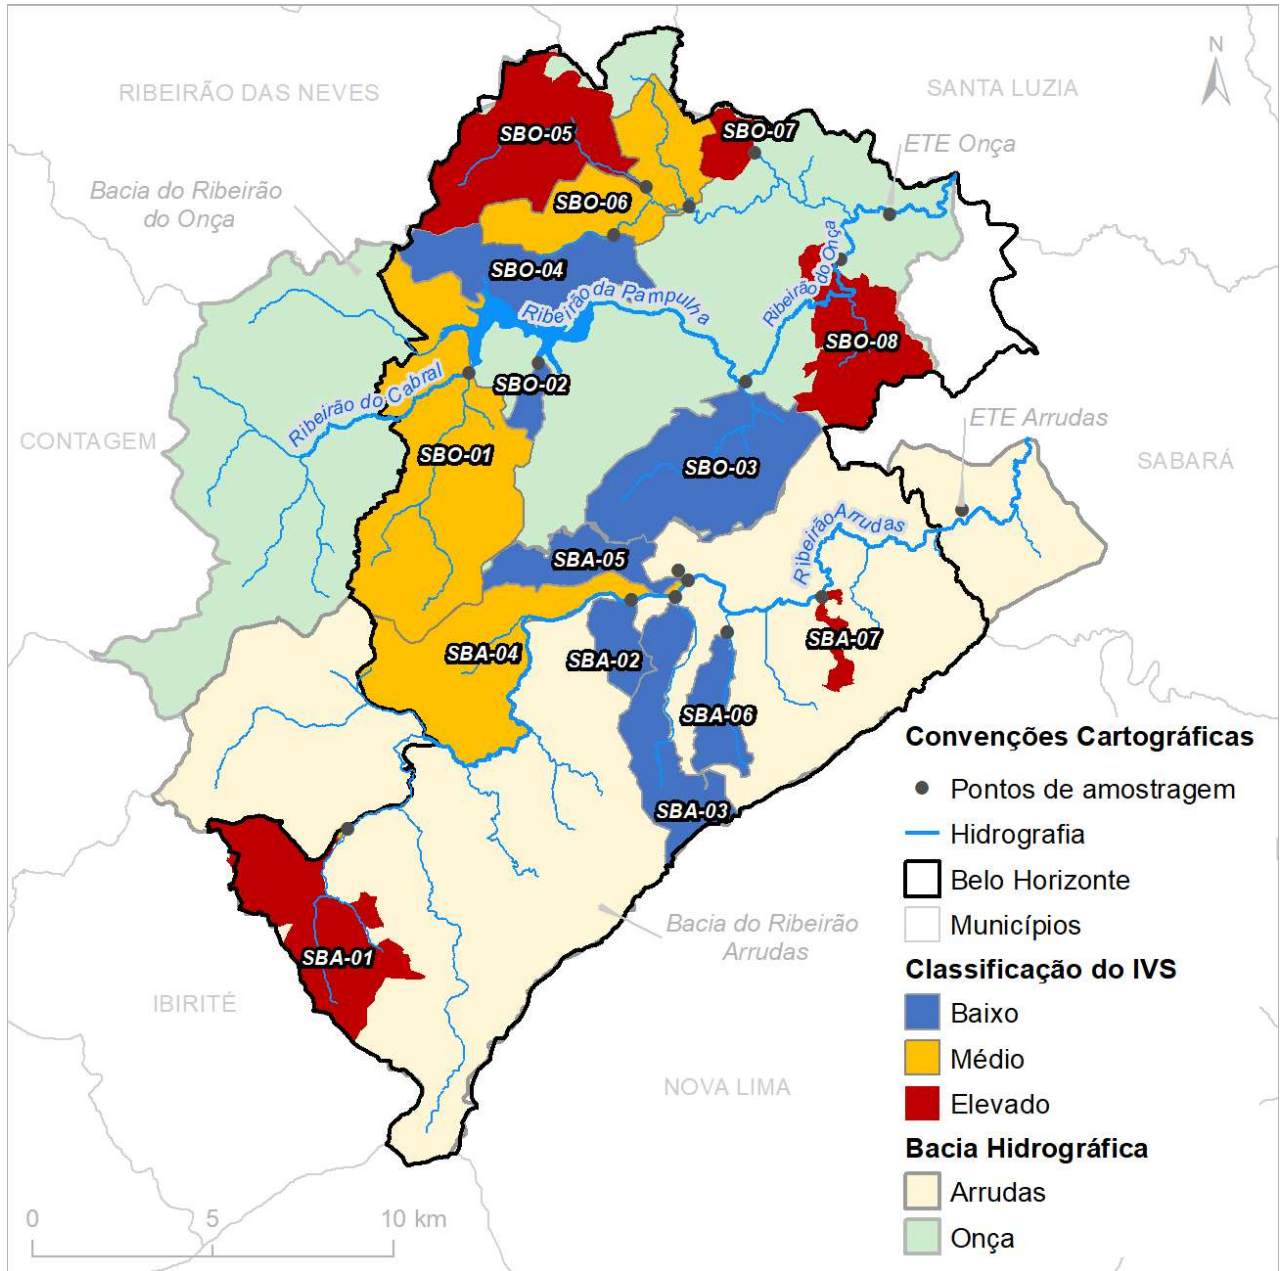 N
RIBEIRÃO DAS NEVES
SANTA LUZIA
SBO-05
SBO-07
ETE Onça
Bacia do Ribeirão
do Onça
SBO-06
SBO-04
Ribeirão da Pampulha
Ribeirão do Onça
SBO-08
SBO-02
Ribeirão do Cabral
ETE Arrudas
CONTAGEM
SBO-01
SBO-03
SABARÁ
Ribeirão Arrudas
SBA-05
SBA-07
SBA-04
SBA-02
SBA-06
SBA-03
Bacia do Ribeirão
Arrudas
SBA-01
IBIRITÉ
NOVA LIMA
Convenções Cartográficas
Pontos de amostragem
Hidrografia
Belo Horizonte
Municípios
Classificação do IVS
Baixo
Médio
Elevado
Bacia Hidrográfica
Arrudas
Onça
0 5 10 km